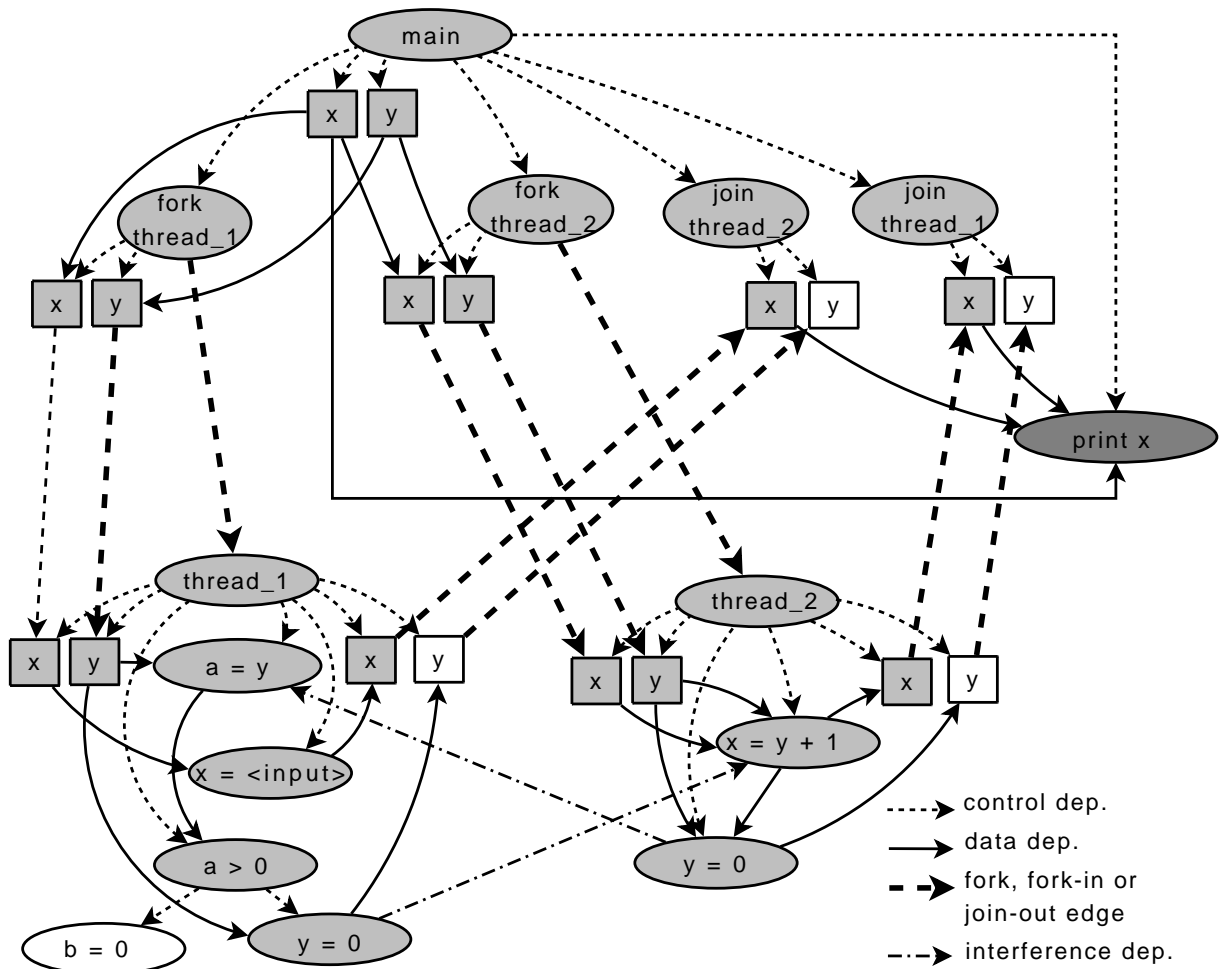 main
x y
fork
thread_1
fork
thread_2
join
thread_2
join
thread_1
x y
x y
x y
x y
print x
thread_1
thread_2
x y
a = y
x y
x y
x y
x = y + 1
x = <input>
control dep.
data dep.
a > 0
y = 0
fork, fork-in or
join-out edge
b = 0
y = 0
interference dep.